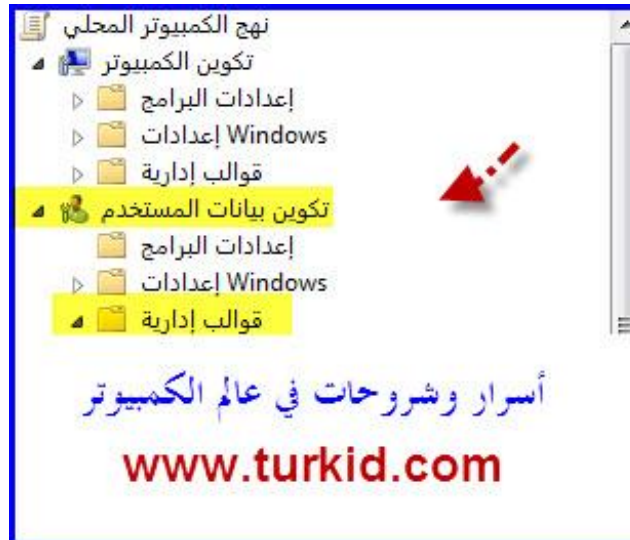 نهج الكمبيوتر المحلي
تكوين الكمبيوتر
إعدادات البرامج
إعدادات Windows
قوالب إدارية
تكوين بيانات المستخدم
إعدادات البرامج
إعدادات Windows
قوالب إدارية
أسرار وشروحات في عالم الكمبيوتر
www.turkid.com